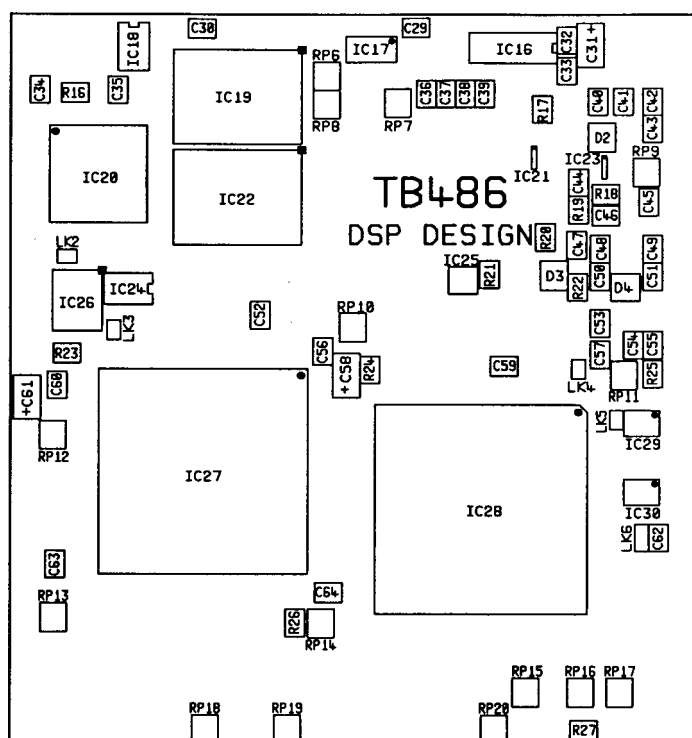 C30
C29
IC18
IC17
IC16
C32
C31+
RP6
C33
C34
R16
C35
IC19
C36
C37
C38
C39
R17
C40
C41
C42
RP8
RP7
C43
D2
IC20
IC22
IC21
IC23
RP9
C44
TB486
R18
R19
C45
C46
DSP DESIGN
R20
C47
C48
C49
LK2
IC25
R21
D3
C50
C51
IC26
IC24
R22
D4
C52
RP10
LK3
C53
R23
C56
C54
C55
C57
+C58
R24
C59
+C61
C60
LK4
RP11
R25
LK5
RP12
IC29
IC27
IC28
IC30
LK6
C62
C63
RP13
C64
R26
RP14
RP15
RP16
RP17
RP18
RP19
RP20
R27